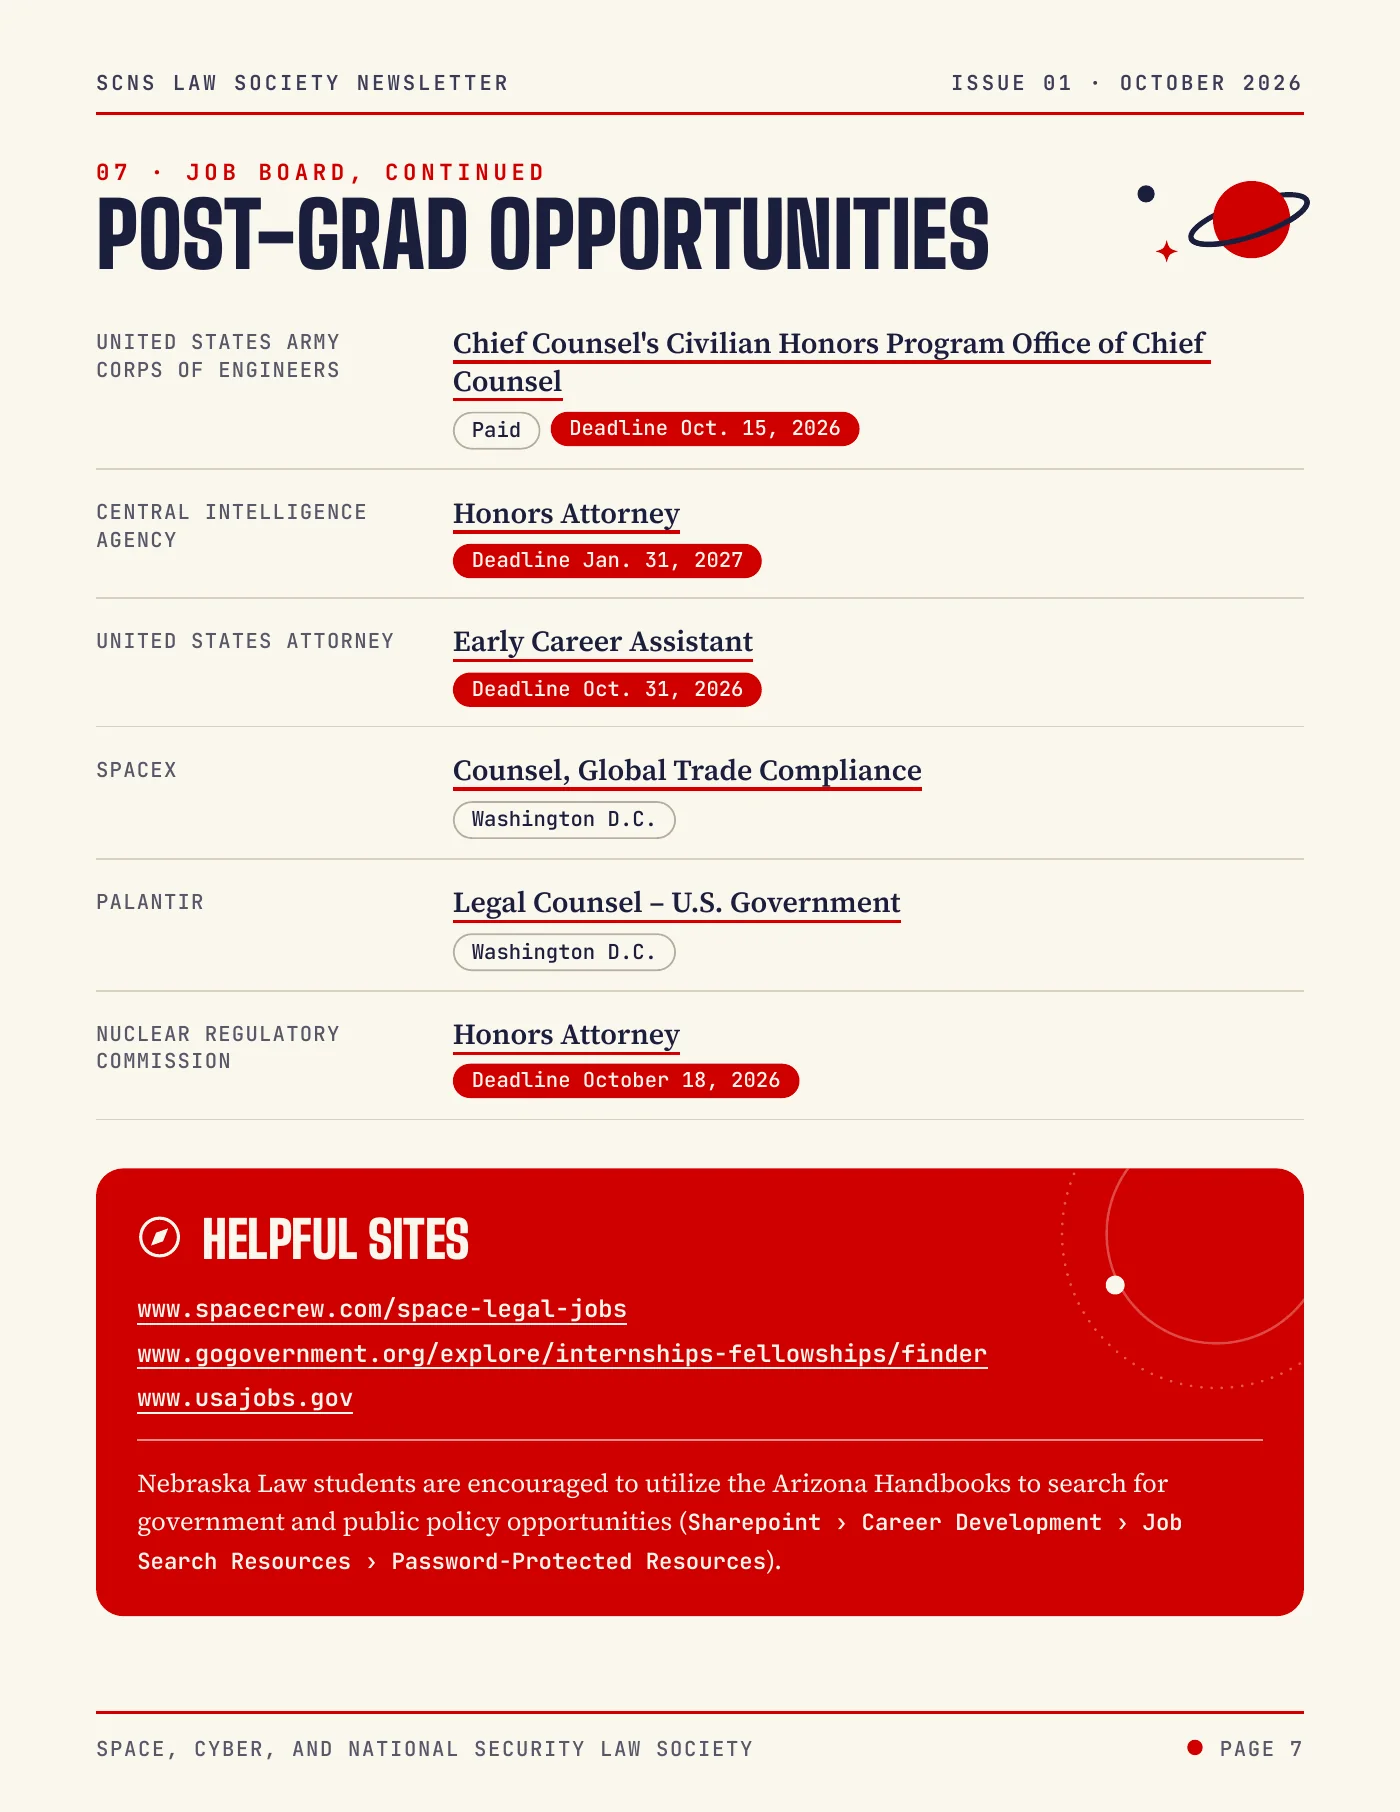 SCNS LAW SOCIETY NEWSLETTER
ISSUE 01 · OCTOBER 2026
07 · JOB BOARD, CONTINUED
POST-GRAD OPPORTUNITIES
UNITED STATES ARMY
CORPS OF ENGINEERS
Chief Counsel's Civilian Honors Program Office of Chief
Counsel
Paid
Deadline Oct. 15, 2026
CENTRAL INTELLIGENCE
AGENCY
Honors Attorney
Deadline Jan. 31, 2027
UNITED STATES ATTORNEY
Early Career Assistant
Deadline Oct. 31, 2026
SPACEX
Counsel, Global Trade Compliance
Washington D.C.
PALANTIR
Legal Counsel – U.S. Government
Washington D.C.
NUCLEAR REGULATORY
COMMISSION
Honors Attorney
Deadline October 18, 2026
HELPFUL SITES
www.spacecrew.com/space-legal-jobs
www.gogovernment.org/explore/internships-fellowships/finder
www.usajobs.gov
Nebraska Law students are encouraged to utilize the Arizona Handbooks to search for
government and public policy opportunities (Sharepoint › Career Development › Job
Search Resources › Password-Protected Resources).
SPACE, CYBER, AND NATIONAL SECURITY LAW SOCIETY
PAGE 7